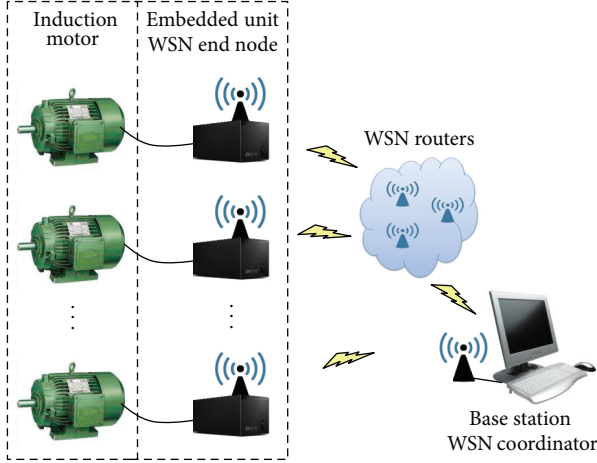 Induction
motor
Embedded unit
WSN end node
WSN routers
Base station
WSN coordinator